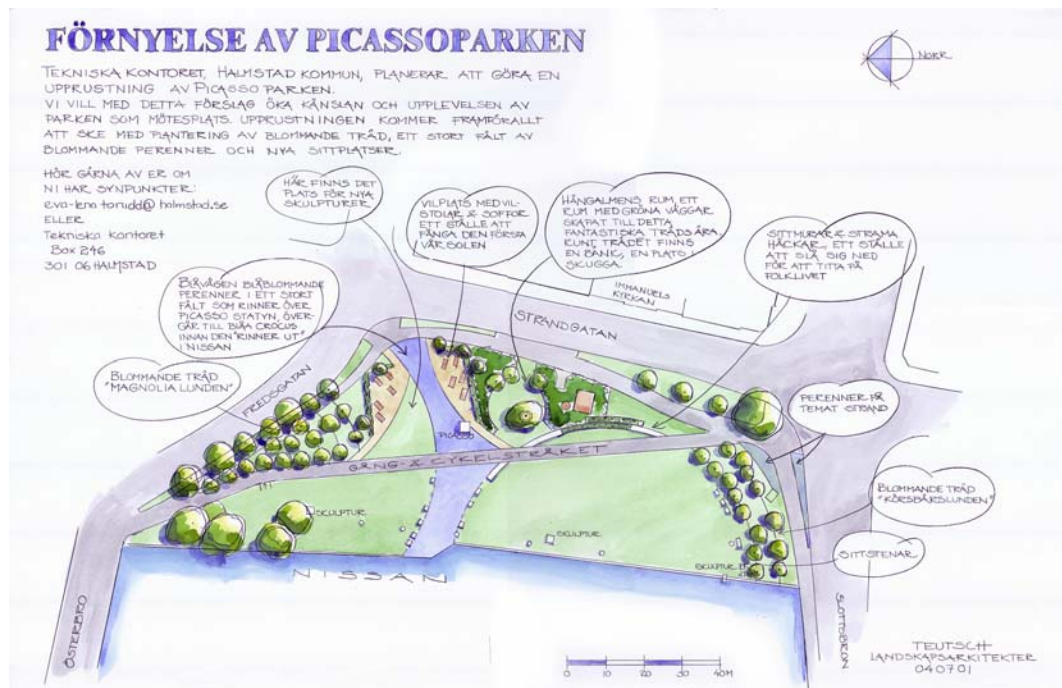 FÖRNYELSE AV PICASSOPARKEN
TEKNISKA KONTORET, HALMSTAD KOMMUN, PLANERAR ATT GÖRA EN
UPPRUSTNING AV PICASSO PARKEN.
VI VILL MED DETTA FÖRSLAG ÖKA KÄNSLAN OCH UPPLEVELSEN AV
PARKEN SOM MÖTESPLATS. UPPRUSTNINGEN KOMMER FRAMFÖRALLT
ATT SKE MED PLANTERING AV BLOMMANDE TRÄD, ETT STORT FÄLT AV
BLOMMANDE PERENNER OCH NYA SITTPLATSER.
HÖR GÄRNA AV ER OM
NI HAR SYNPUNKTER:
eva-lena torudd@halmstad.se
ELLER
Tekniska kontoret
Box 246
301 06 HALMSTAD
NORR
HÄR FINNS DET
PLATS FÖR NYA
SKULPTURER
VILPLATS MED VIL-
STOLAR & SOFFOR
ETT STÄLLE ATT
FÅNGA DEN FÖRSTA
VÅRSOLEN
HÄNGALMENS RUM, ETT
RUM MED GRÖNA VÄGGAR
SKAPAT TILL DETTA
FANTASTISKA TRÄDS ÄRA.
RUNT TRÄDET FINNS
EN BÄNK, EN PLATS I
SKUGGA.
SITTMURAR & STRAMA
HÄCKAR, ETT STÄLLE
ATT SLÅ SIG NED
FÖR ATT TITTA PÅ
FOLKLIVET
BLÅVÄGEN BLÅBLOMMANDE
PERENNER I ETT STORT
FÄLT SOM RINNER ÖVER
PICASSO STATYN, ÖVER-
GÅR TILL BLÅA CROCUS
INNAN DEN "RINNER UT"
I NISSAN
BLOMMANDE TRÄD
"MAGNOLIA LUNDEN"
IMMANUELS
KYRKAN
STRANDGATAN
FREDSGATAN
PERENNER PÅ
TEMAT STRAND
PICASSO
GÅNG- & CYKELSTRÅKET
BLOMMANDE TRÄD
"KÖRSBÄRSLUNDEN"
SKULPTUR
SKULPTUR
SKULPTUR
SITTSTENAR
NISSAN
ÖSTERBRO
SLOTTSBRON
0 10 20 30 40M
TEUTSCH
LANDSKAPSARKITEKTER
040701